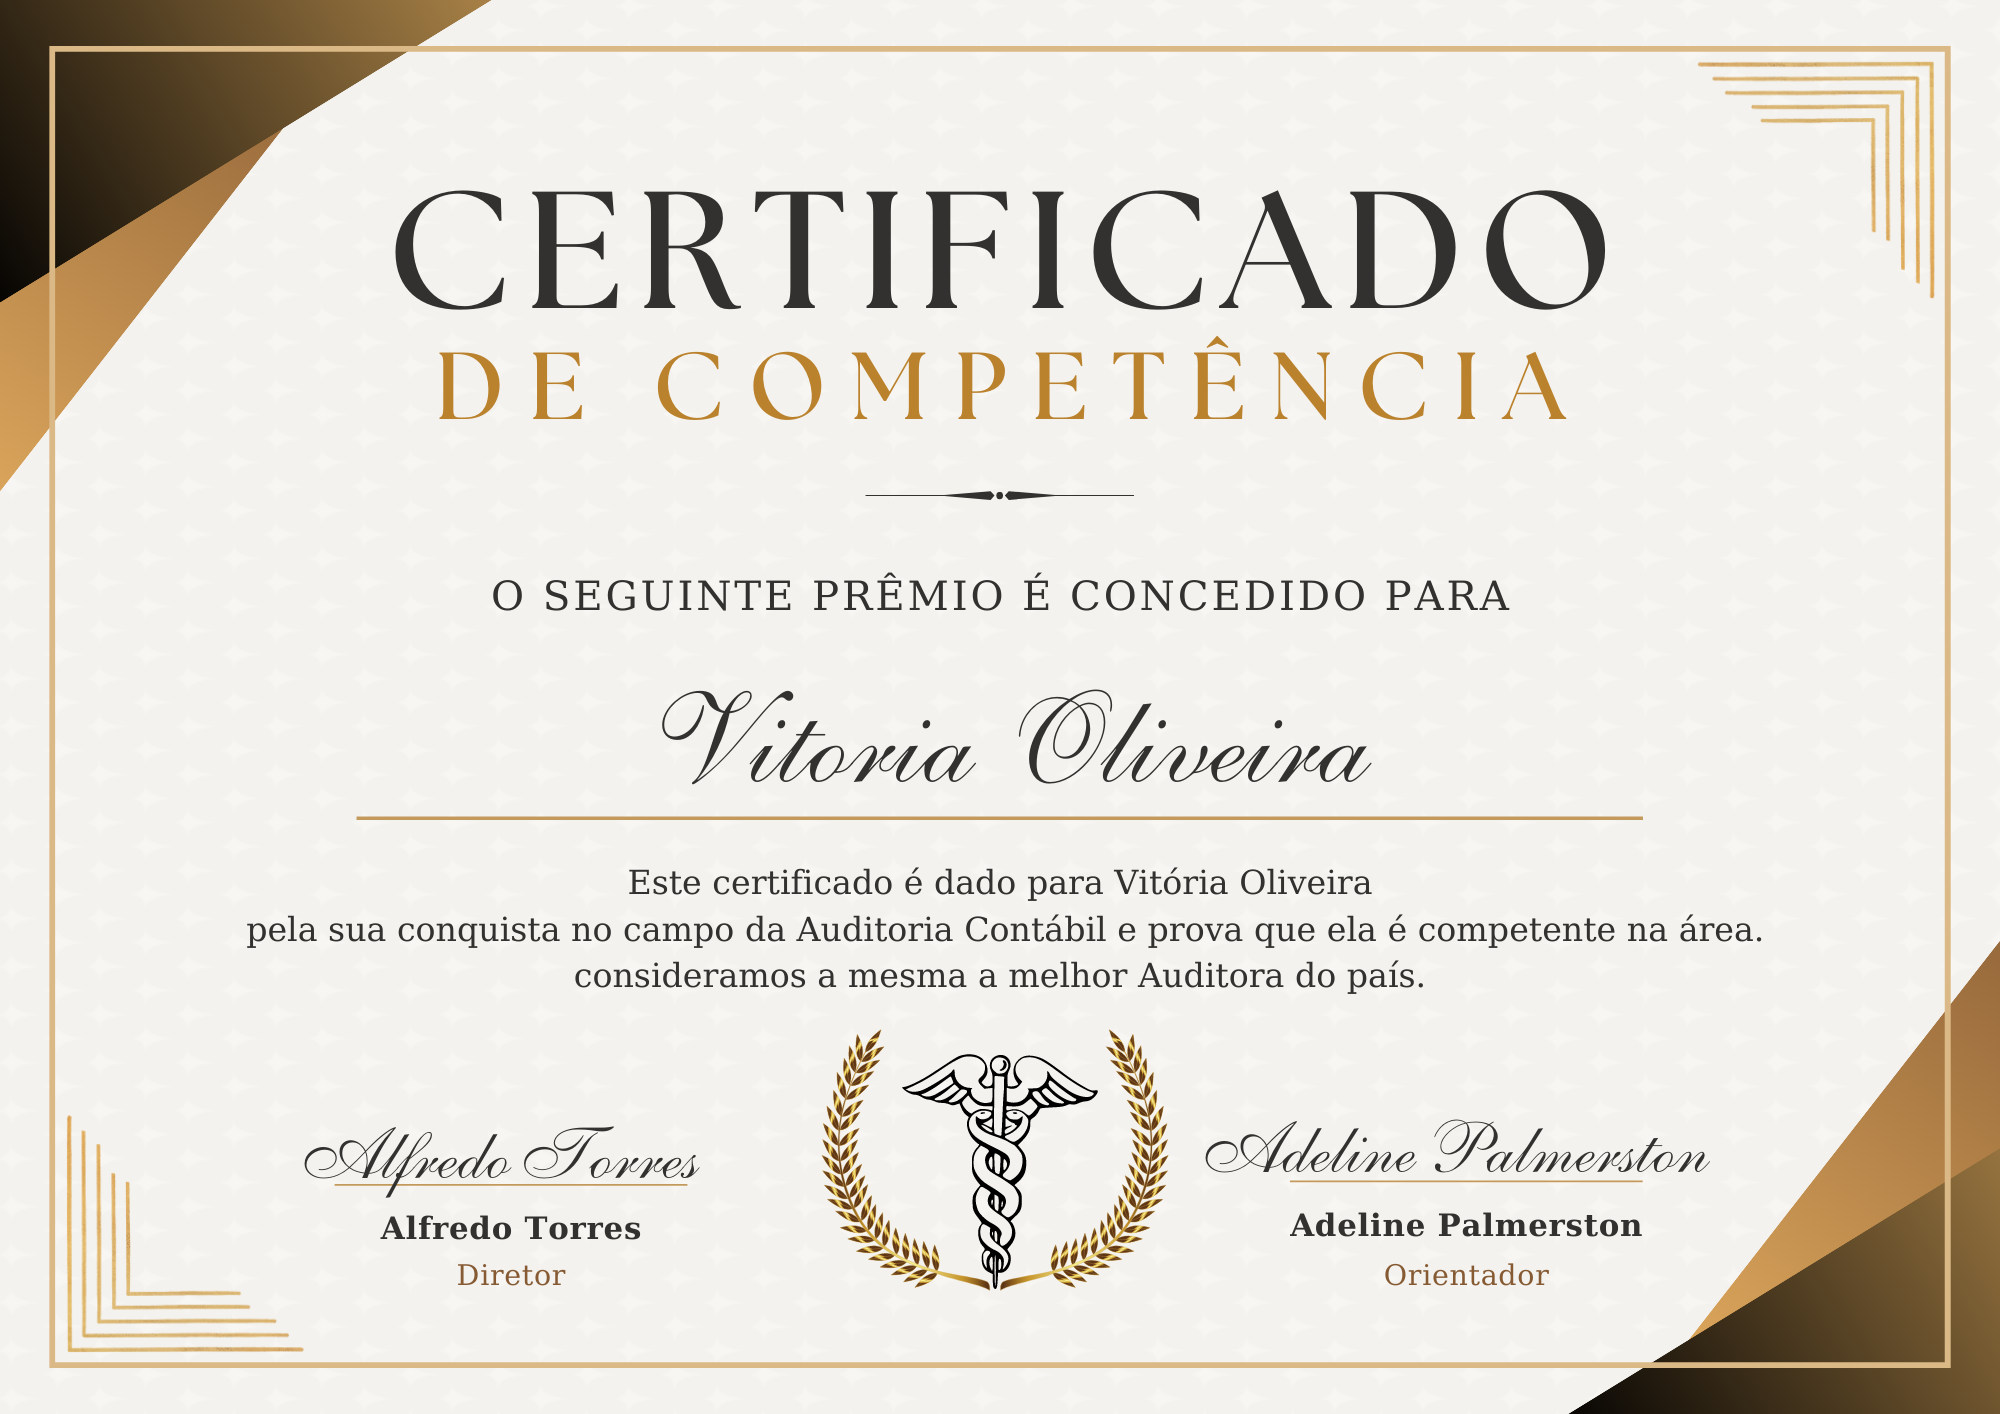 CERTIFICADO
DE COMPETÊNCIA
O SEGUINTE PRÊMIO É CONCEDIDO PARA
Vitoria Oliveira
Este certificado é dado para Vitória Oliveira
pela sua conquista no campo da Auditoria Contábil e prova que ela é competente na área.
consideramos a mesma a melhor Auditora do país.
Alfredo Torres
Alfredo Torres
Diretor
Adeline Palmerston
Adeline Palmerston
Orientador